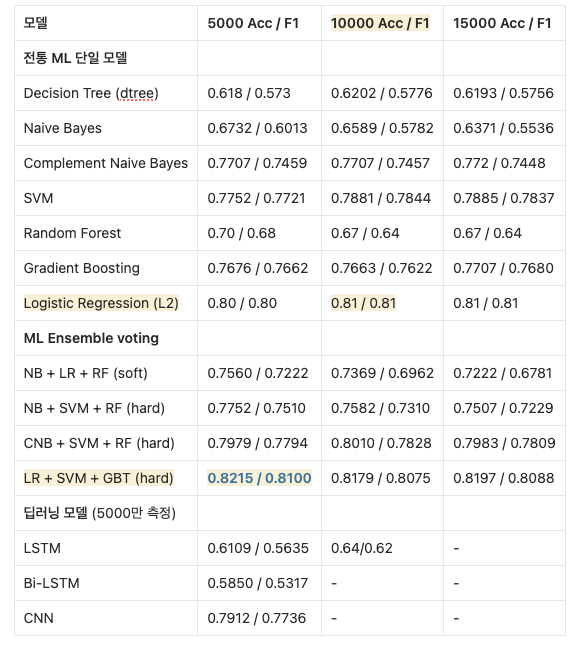 모델 5000 Acc / F1 10000 Acc / F1 15000 Acc / F1
전통 ML 단일 모델
Decision Tree (dtree) 0.618 / 0.573 0.6202 / 0.5776 0.6193 / 0.5756
Naive Bayes 0.6732 / 0.6013 0.6589 / 0.5782 0.6371 / 0.5536
Complement Naive Bayes 0.7707 / 0.7459 0.7707 / 0.7457 0.772 / 0.7448
SVM 0.7752 / 0.7721 0.7881 / 0.7844 0.7885 / 0.7837
Random Forest 0.70 / 0.68 0.67 / 0.64 0.67 / 0.64
Gradient Boosting 0.7676 / 0.7662 0.7663 / 0.7622 0.7707 / 0.7680
Logistic Regression (L2) 0.80 / 0.80 0.81 / 0.81 0.81 / 0.81
ML Ensemble voting
NB + LR + RF (soft) 0.7560 / 0.7222 0.7369 / 0.6962 0.7222 / 0.6781
NB + SVM + RF (hard) 0.7752 / 0.7510 0.7582 / 0.7310 0.7507 / 0.7229
CNB + SVM + RF (hard) 0.7979 / 0.7794 0.8010 / 0.7828 0.7983 / 0.7809
LR + SVM + GBT (hard) 0.8215 / 0.8100 0.8179 / 0.8075 0.8197 / 0.8088
딥러닝 모델 (5000만 측정)
LSTM 0.6109 / 0.5635 0.64/0.62 -
Bi-LSTM 0.5850 / 0.5317 - -
CNN 0.7912 / 0.7736 - -